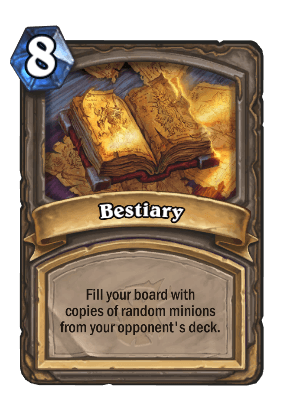 8
Bestiary
Fill your board with
copies of random minions
from your opponent's deck.